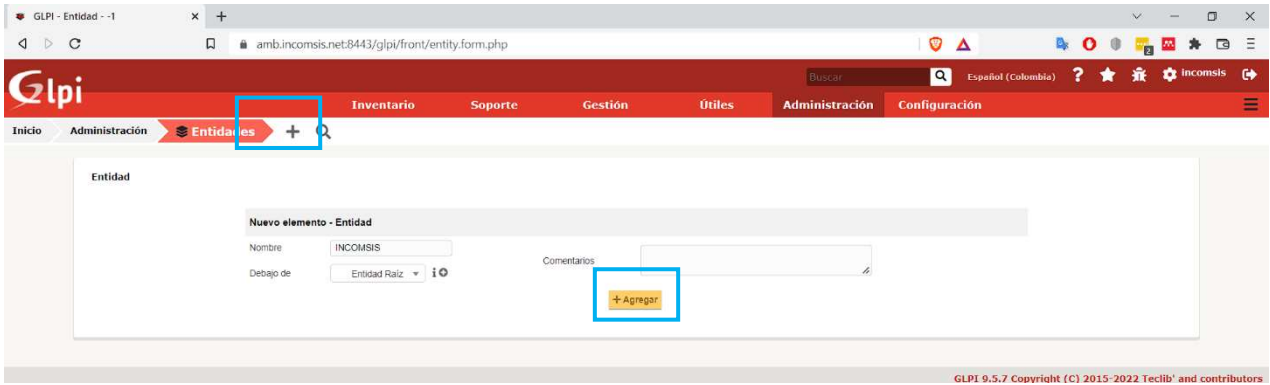 GLPI - Entidad - -1
amb.incomsis.net:8443/glpi/front/entity.form.php
2
Glpi
Buscar
Español (Colombia)
?
incomsis
Inventario Soporte Gestión Útiles Administración Configuración
Inicio Administración Entidades
Entidad
Nuevo elemento - Entidad
Nombre INCOMSIS
Comentarios
Debajo de Entidad Raíz
+ Agregar
GLPI 9.5.7 Copyright (C) 2015-2022 Teclib' and contributors